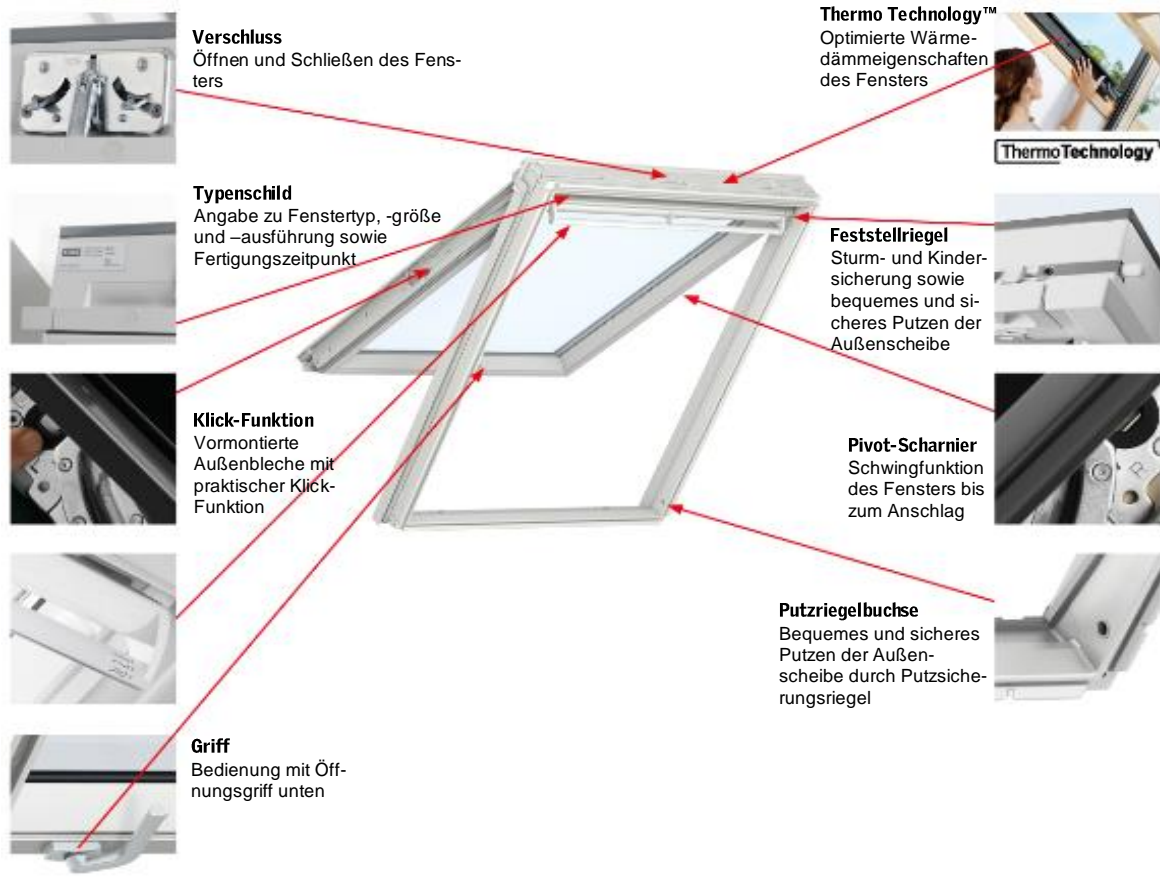 Verschluss
Öffnen und Schließen des Fens-
ters
Typenschild
Angabe zu Fenstertyp, -größe
und –ausführung sowie
Fertigungszeitpunkt
Klick-Funktion
Vormontierte
Außenbleche mit
praktischer Klick-
Funktion
Griff
Bedienung mit Öff-
nungsgriff unten
Thermo Technology™
Optimierte Wärme-
dämmeigenschaften
des Fensters
ThermoTechnology
Feststellriegel
Sturm- und Kinder-
sicherung sowie
bequemes und si-
cheres Putzen der
Außenscheibe
Pivot-Scharnier
Schwingfunktion
des Fensters bis
zum Anschlag
Putzriegelbuchse
Bequemes und sicheres
Putzen der Außen-
scheibe durch Putzsiche-
rungsriegel